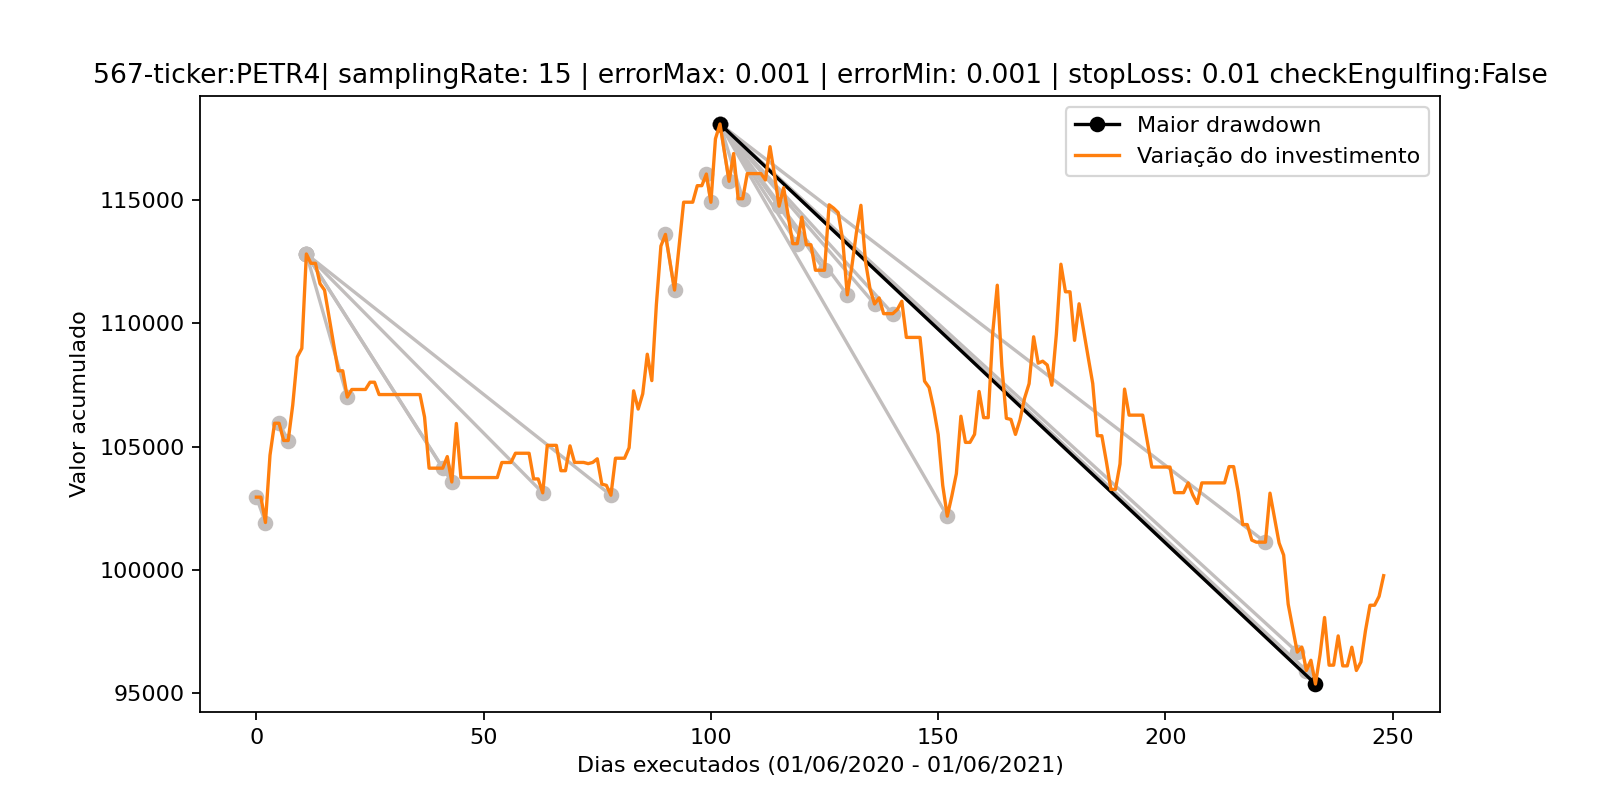 567-ticker:PETR4| samplingRate: 15 | errorMax: 0.001 | errorMin: 0.001 | stopLoss: 0.01 checkEngulfing:False
Maior drawdown
Variação do investimento
Valor acumulado
115000
110000
105000
100000
95000
0 50 100 150 200 250
Dias executados (01/06/2020 - 01/06/2021)